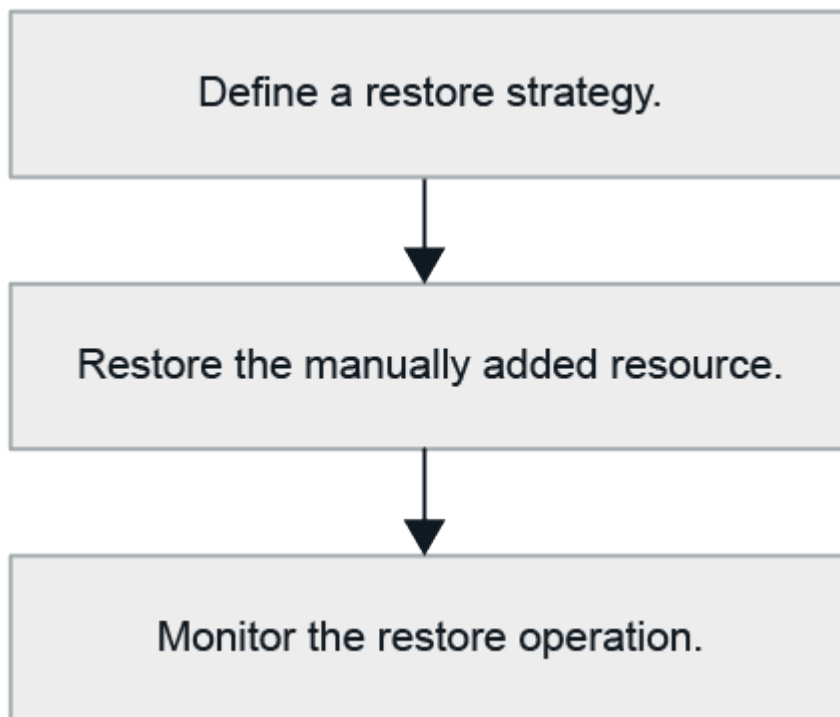 Define a restore strategy.
Restore the manually added resource.
Monitor the restore operation.